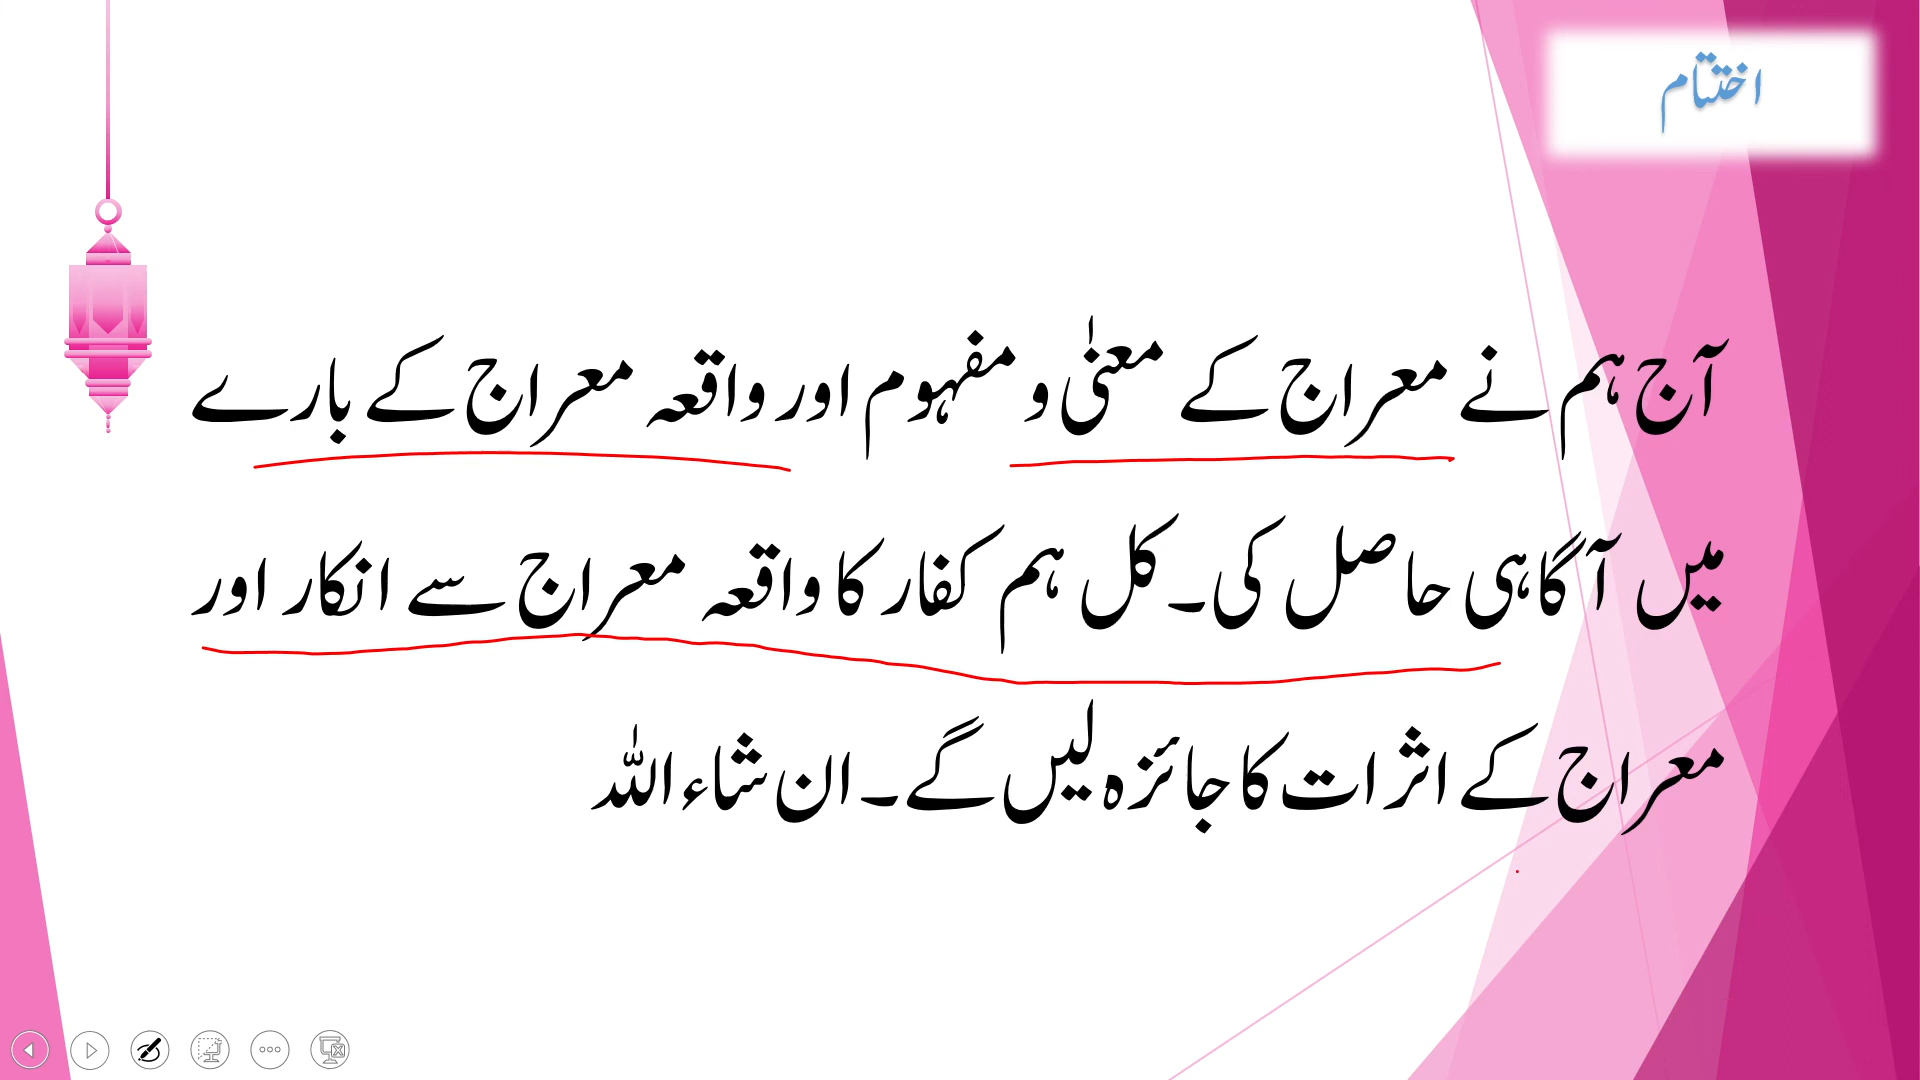 اختتام
آج ہم نے معراج کے معنٰی و مفہوم اور واقعہ معراج کے بارے
میں آگاہی حاصل کی۔ کل ہم کفار کا واقعہ معراج سے انکار اور
معراج کے اثرات کا جائزہ لیں گے۔ ان شاء اللہ